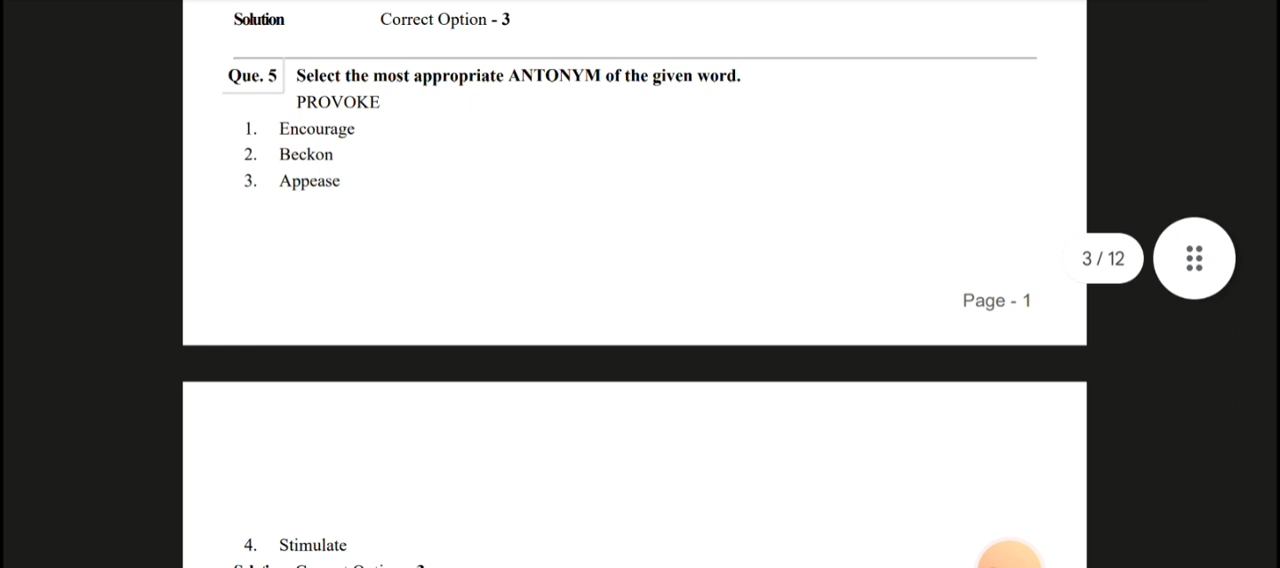 Solution Correct Option - 3
Que. 5 Select the most appropriate ANTONYM of the given word.
PROVOKE
1. Encourage
2. Beckon
3. Appease
3 / 12
Page - 1
4. Stimulate